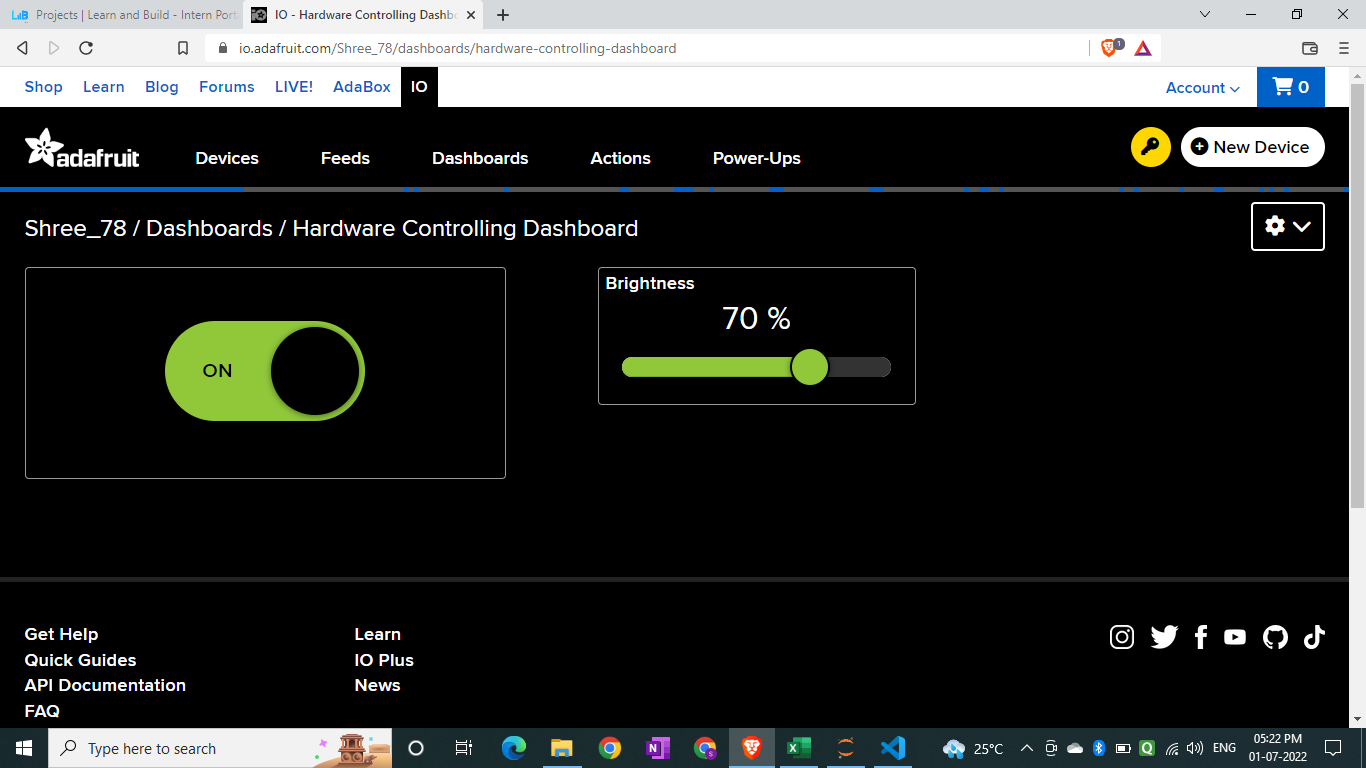 Projects | Learn and Build - Intern Port
IO - Hardware Controlling Dashbo
io.adafruit.com/Shree_78/dashboards/hardware-controlling-dashboard
1
Shop Learn Blog Forums LIVE! AdaBox IO
Account
0
adafruit
Devices Feeds Dashboards Actions Power-Ups
New Device
Shree_78 / Dashboards / Hardware Controlling Dashboard
ON
Brightness
70 %
Get Help
Quick Guides
API Documentation
FAQ
Learn
IO Plus
News
Type here to search
25°C
ENG
05:22 PM
01-07-2022